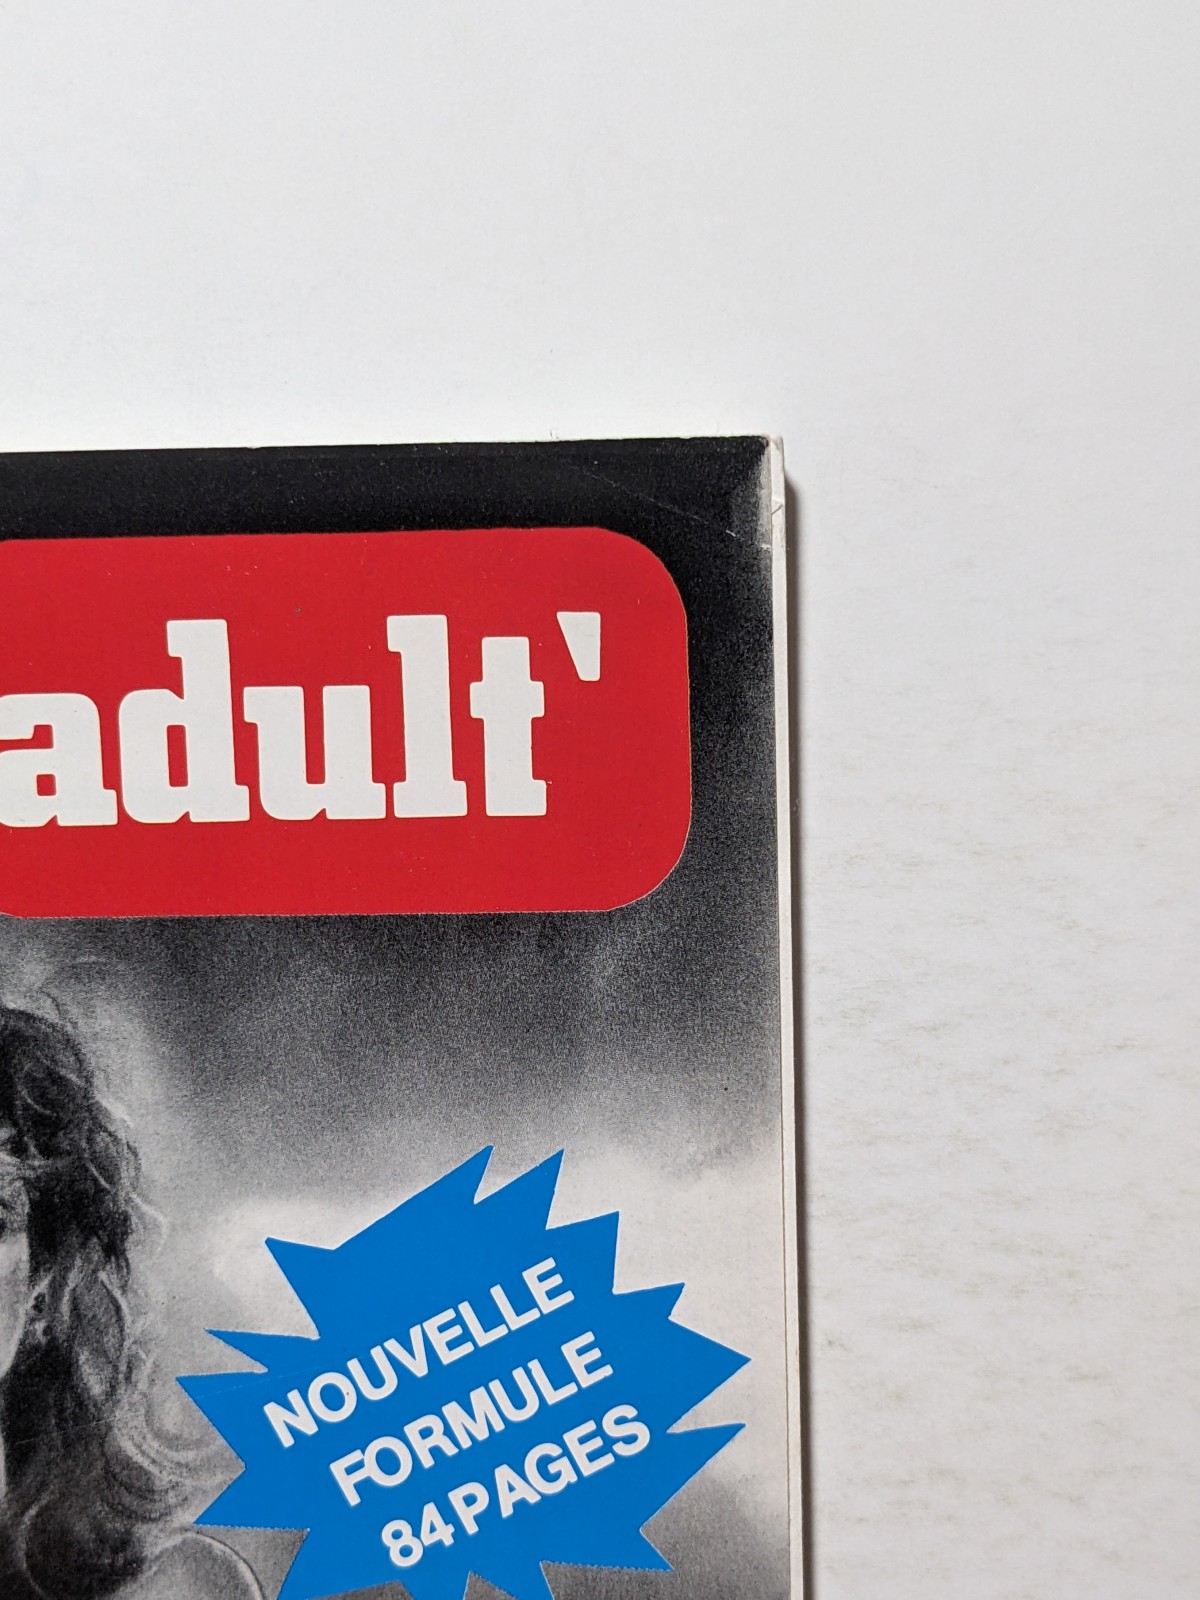 adult'
NOUVELLE
FORMULE
84 PAGES